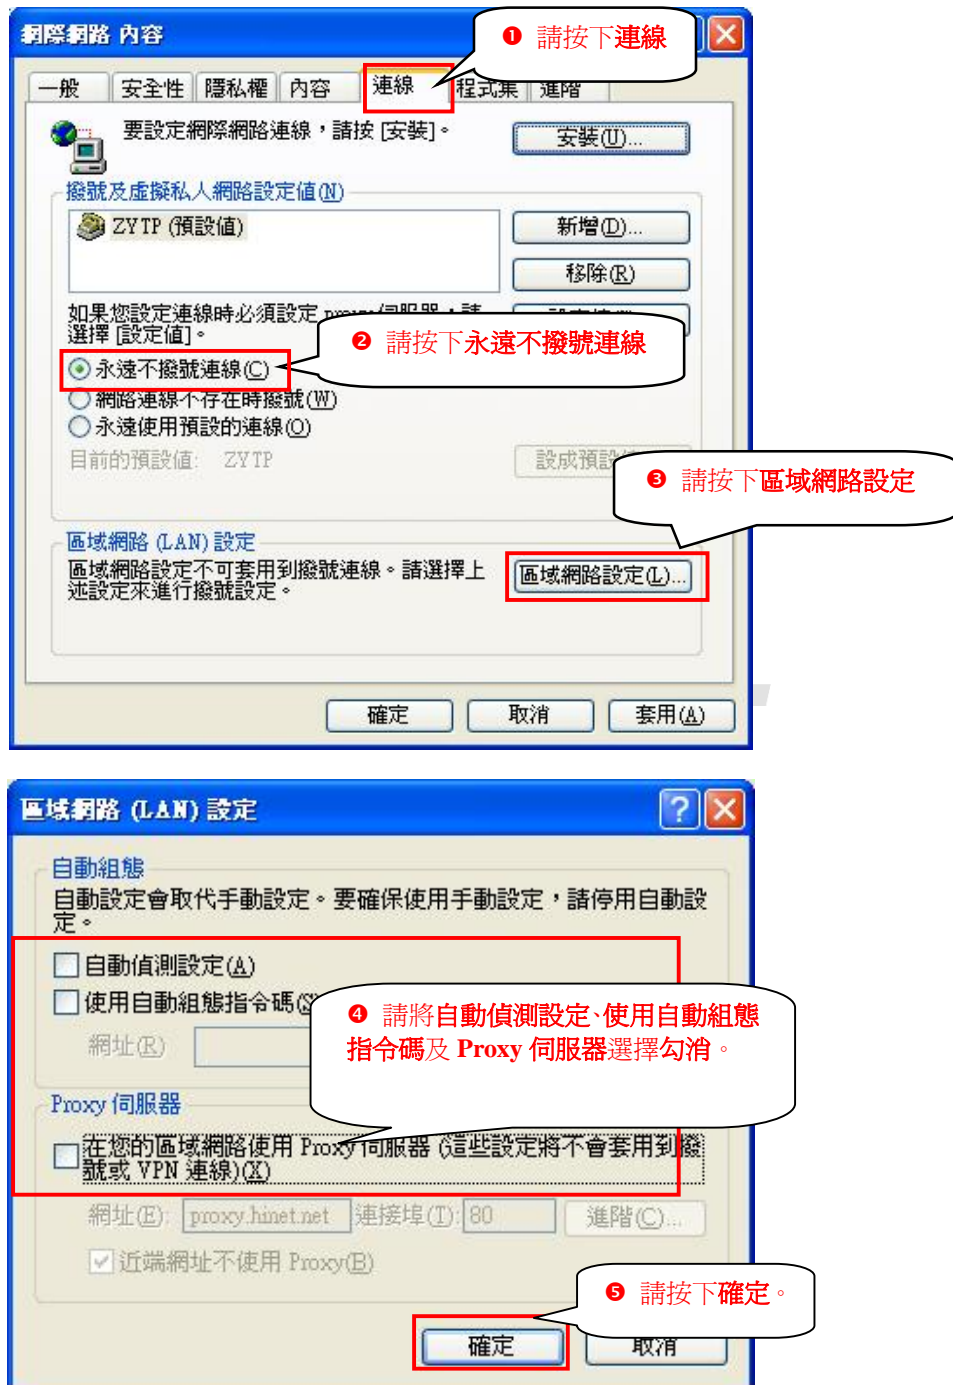 網際網路 內容
❶ 請按下連線
一般 安全性 隱私權 內容 連線 程式集 進階
要設定網際網路連線，請按 [安裝]。
安裝(U)...
撥號及虛擬私人網路設定值(N)
ZYTP (預設值)
新增(D)...
移除(R)
如果您設定連線時必須設定 proxy 伺服器，請
選擇 [設定值]。
❷ 請按下永遠不撥號連線
永遠不撥號連線(C)
網路連線不存在時撥號(W)
永遠使用預設的連線(O)
目前的預設值: ZYTP
設成預設
❸ 請按下區域網路設定
區域網路 (LAN) 設定
區域網路設定不可套用到撥號連線。請選擇上
述設定來進行撥號設定。
區域網路設定(L)...
確定 取消 套用(A)
區域網路 (LAN) 設定
自動組態
自動設定會取代手動設定。要確保使用手動設定，請停用自動設
定。
自動偵測設定(A)
使用自動組態指令碼(S)
❹ 請將自動偵測設定、使用自動組態
指令碼及 Proxy 伺服器選擇勾消。
網址(R)
Proxy 伺服器
在您的區域網路使用 Proxy 伺服器 (這些設定將不會套用到撥
號或 VPN 連線)(X)
網址(E): proxy.hinet.net 連接埠(T): 80 進階(C)...
近端網址不使用 Proxy(B)
❺ 請按下確定。
確定 取消